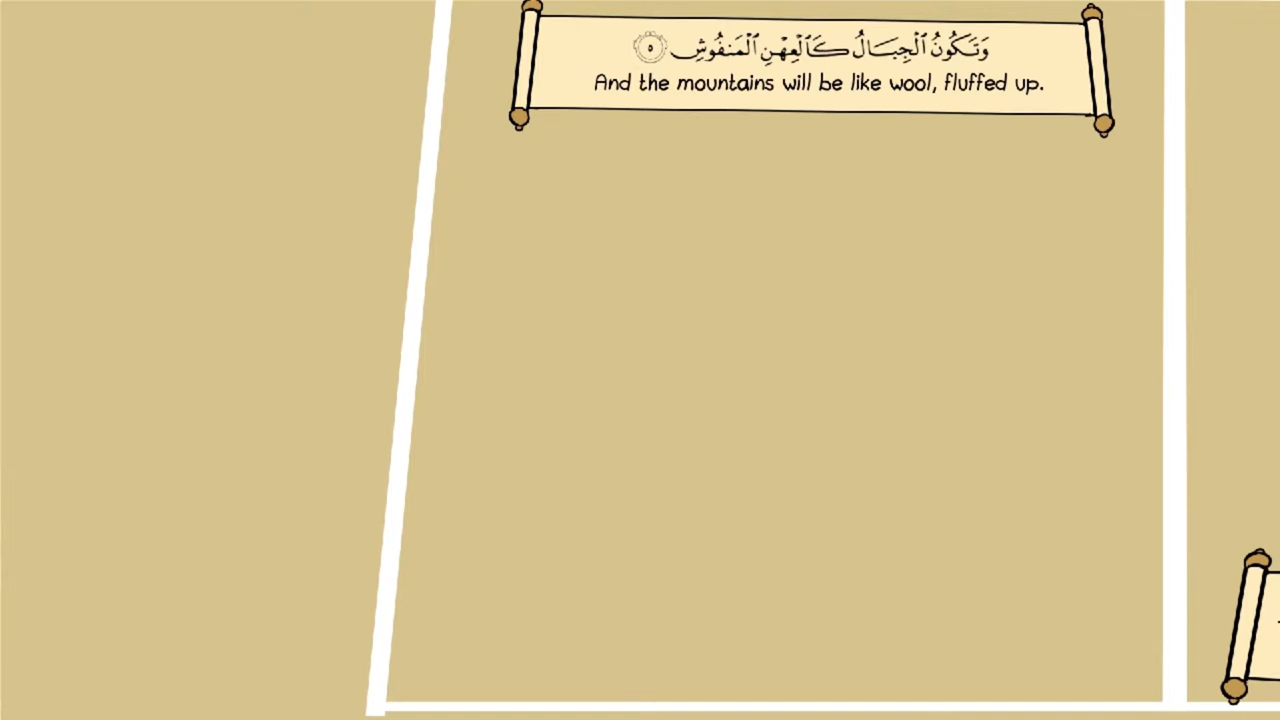 وَتَكُونُ ٱلْجِبَالُ كَٱلْعِهْنِ ٱلْمَنفُوشِ ٥
And the mountains will be like wool, fluffed up.